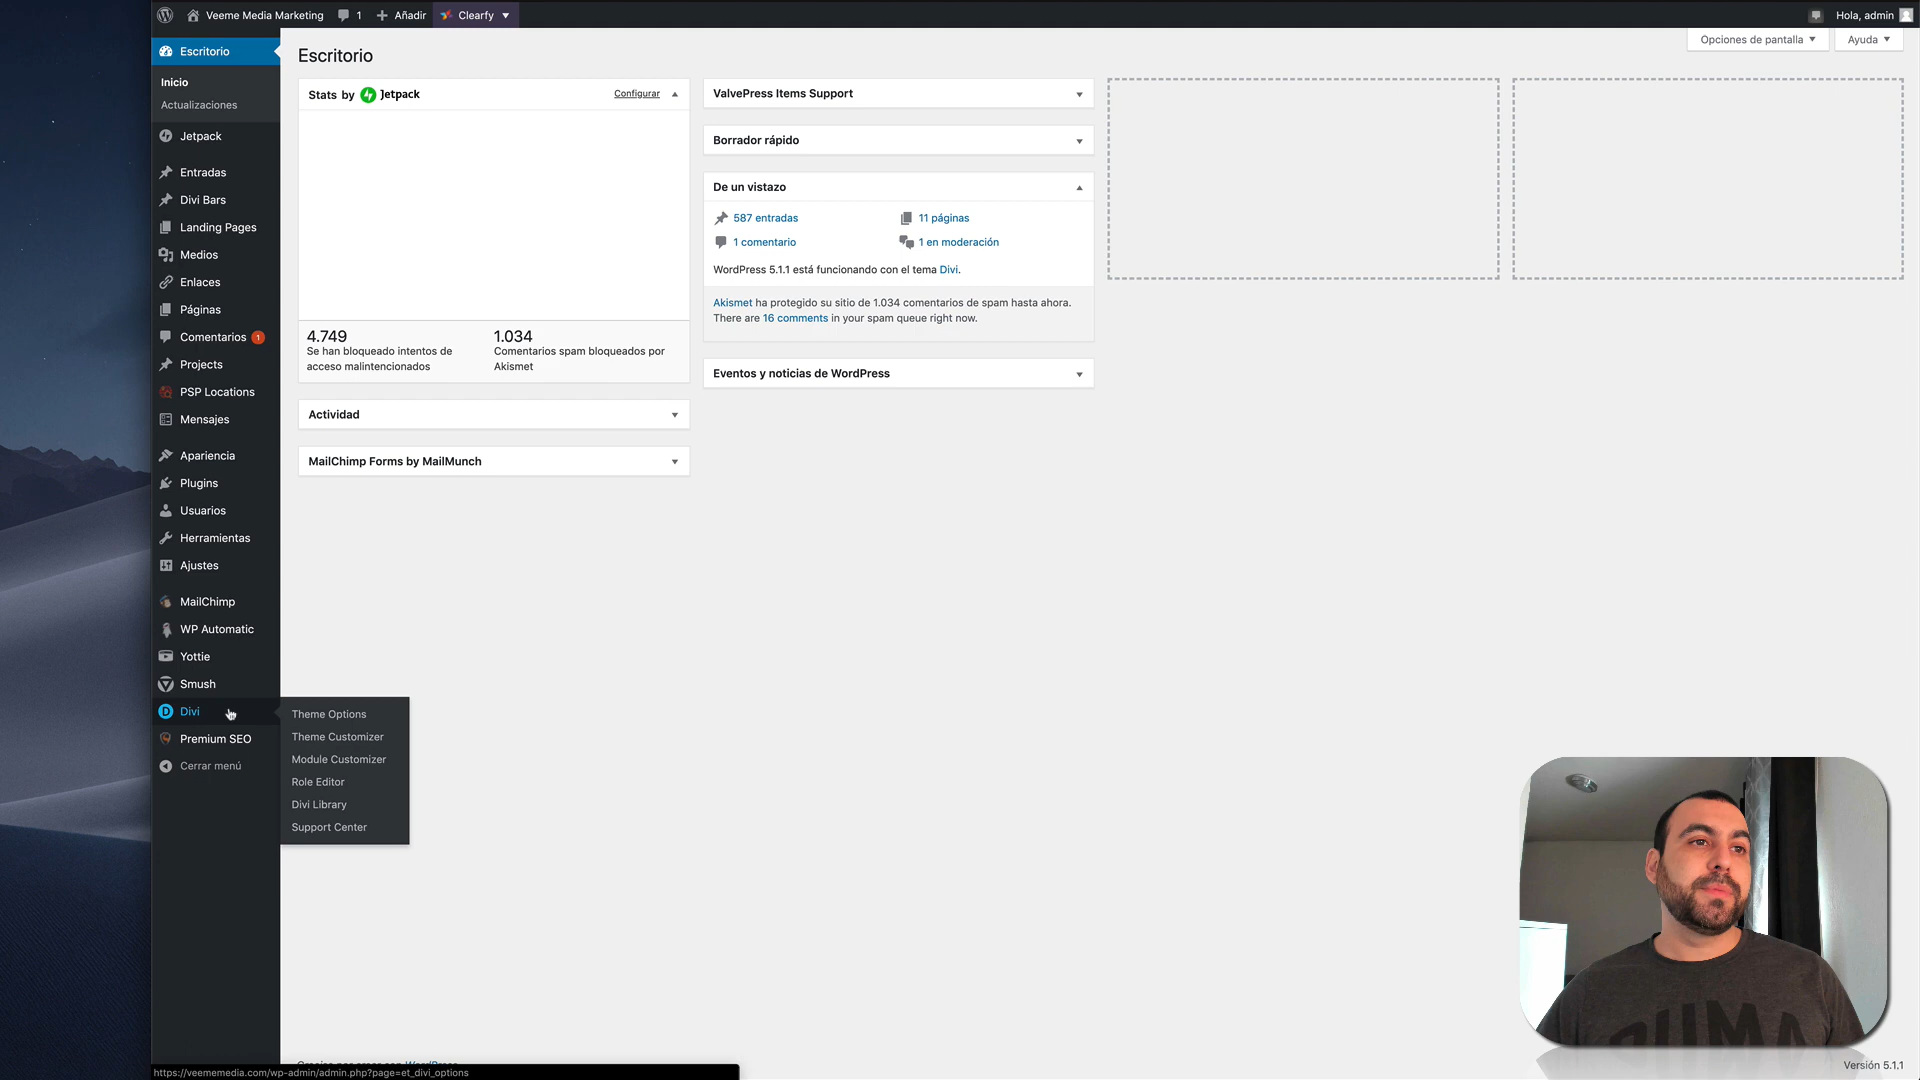 Veeme Media Marketing
1
Añadir
Clearfy
Hola, admin
Escritorio
Inicio
Actualizaciones
Jetpack
Entradas
Divi Bars
Landing Pages
Medios
Enlaces
Páginas
Comentarios 1
Projects
PSP Locations
Mensajes
Apariencia
Plugins
Usuarios
Herramientas
Ajustes
MailChimp
WP Automatic
Yottie
Smush
Divi
Premium SEO
Cerrar menú
Theme Options
Theme Customizer
Module Customizer
Role Editor
Divi Library
Support Center
Escritorio
Opciones de pantalla
Ayuda
Stats by Jetpack
Configurar
4.749
Se han bloqueado intentos de
acceso malintencionados
1.034
Comentarios spam bloqueados por
Akismet
Actividad
MailChimp Forms by MailMunch
ValvePress Items Support
Borrador rápido
De un vistazo
587 entradas
11 páginas
1 comentario
1 en moderación
WordPress 5.1.1 está funcionando con el tema Divi.
Akismet ha protegido su sitio de 1.034 comentarios de spam hasta ahora.
There are 16 comments in your spam queue right now.
Eventos y noticias de WordPress
https://veememedia.com/wp-admin/admin.php?page=et_divi_options
Versión 5.1.1